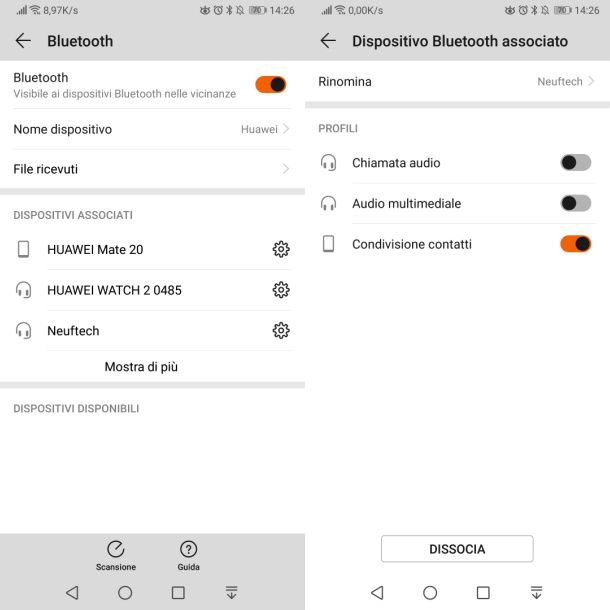 8,97K/s 70 14:26
Bluetooth
Bluetooth
Visibile ai dispositivi Bluetooth nelle vicinanze
Nome dispositivo Huawei
File ricevuti
DISPOSITIVI ASSOCIATI
HUAWEI Mate 20
HUAWEI WATCH 2 0485
Neuftech
Mostra di più
DISPOSITIVI DISPONIBILI
Scansione Guida
0,00K/s 70 14:26
Dispositivo Bluetooth associato
Rinomina Neuftech
PROFILI
Chiamata audio
Audio multimediale
Condivisione contatti
DISSOCIA